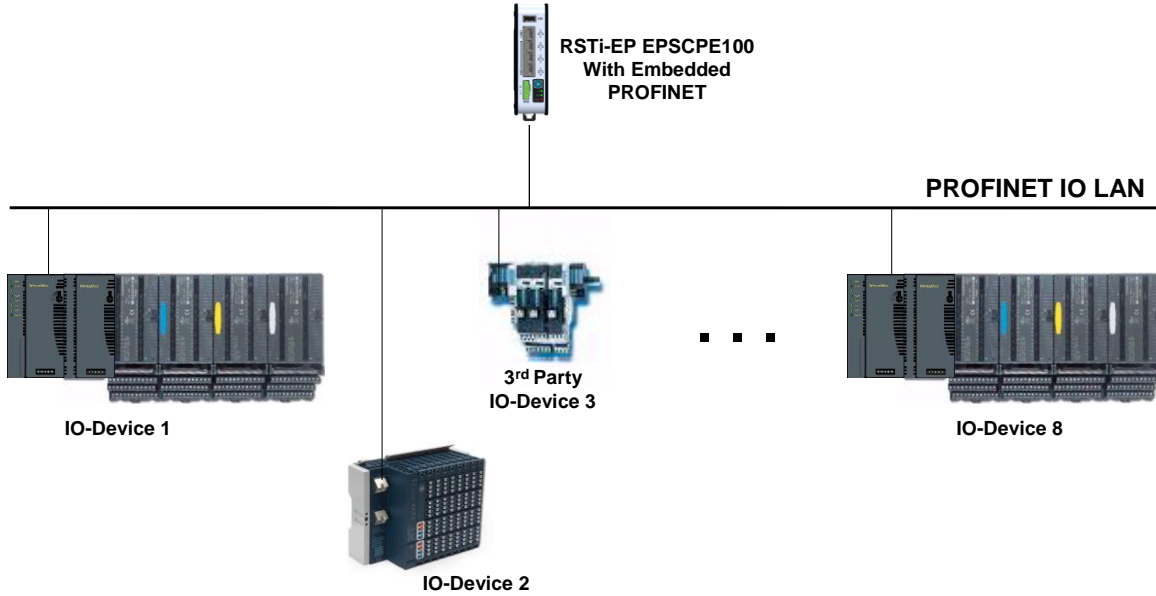 RSTi-EP EPSCPE100
With Embedded
PROFINET
PROFINET IO LAN
3rd Party
IO-Device 3
IO-Device 1
IO-Device 8
IO-Device 2